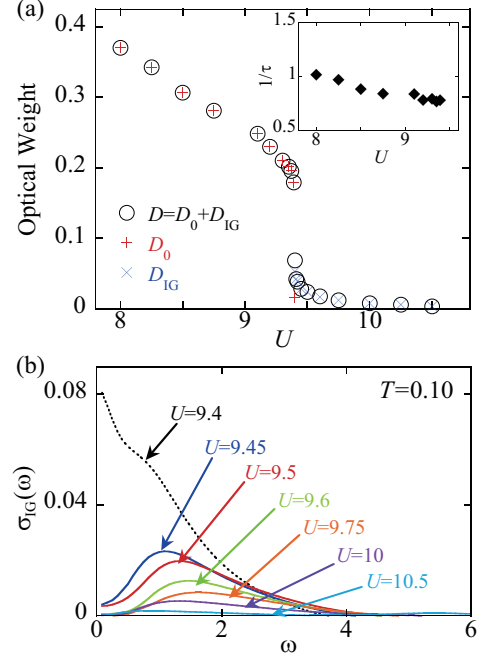 (a)
0.4
0.3
0.2
0.1
0
Optical Weight
8
9
10
U
D=D0+DIG
D0
DIG
1.5
1
0.5
1/τ
8
9
U
(b)
0.08
0.04
0
σIG(ω)
T=0.10
U=9.4
U=9.45
U=9.5
U=9.6
U=9.75
U=10
U=10.5
0
2
4
6
ω